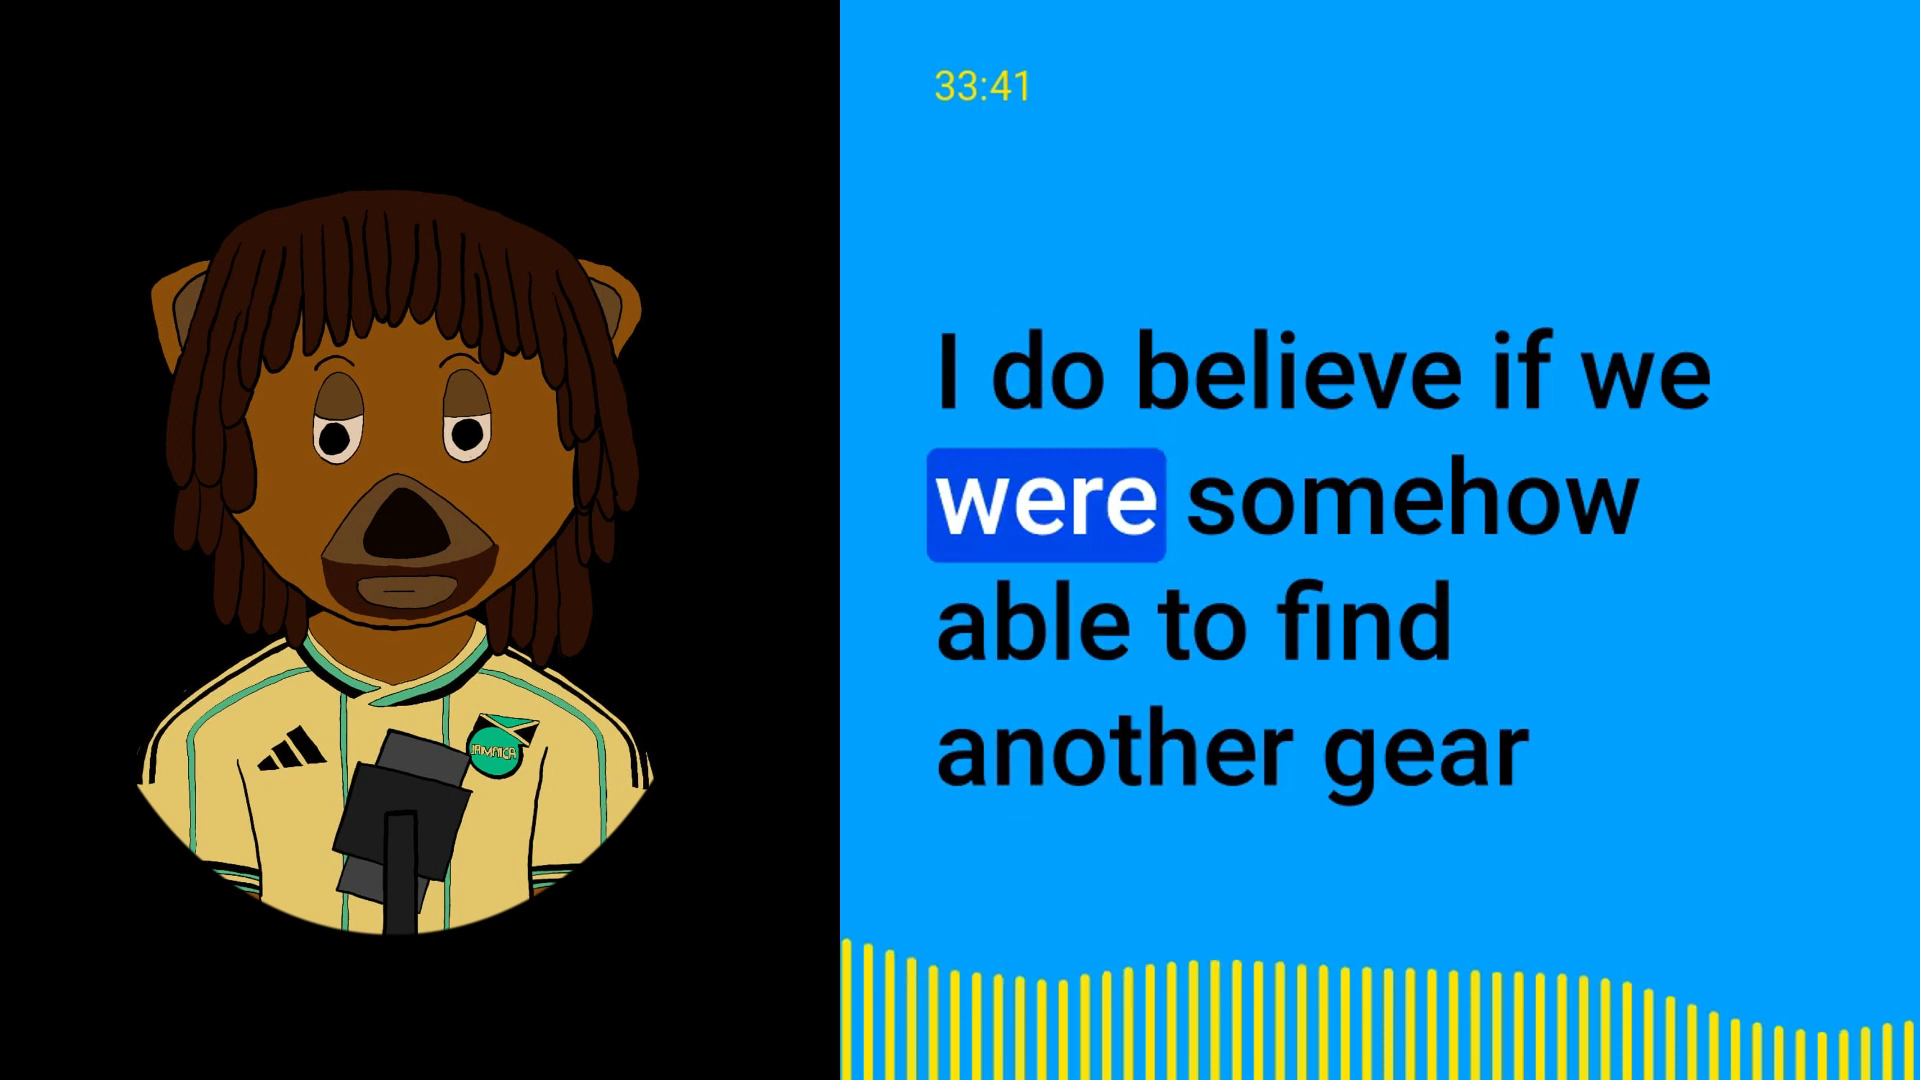 33:41
I do believe if we
were somehow
able to find
another gear
JAMAICA